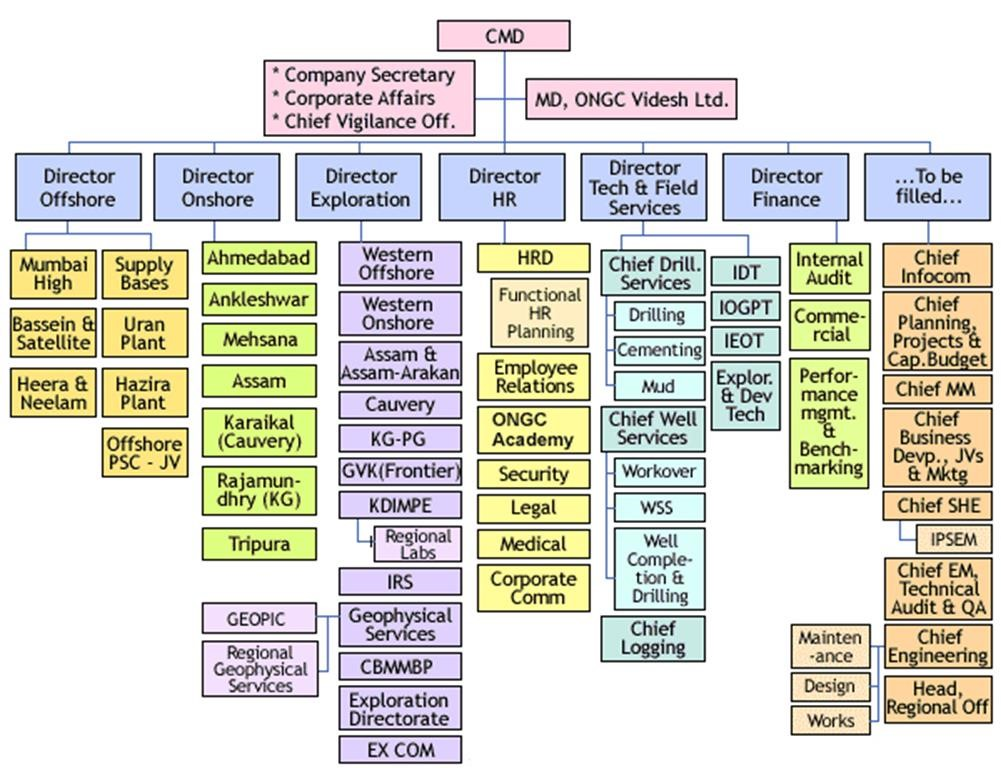 CMD
* Company Secretary
* Corporate Affairs
* Chief Vigilance Off.
MD, ONGC Videsh Ltd.
Director
Offshore
Director
Onshore
Director
Exploration
Director
HR
Director
Tech & Field
Services
Director
Finance
...To be
filled...
Mumbai
High
Bassein &
Satellite
Heera &
Neelam
Supply
Bases
Uran
Plant
Hazira
Plant
Offshore
PSC - JV
Ahmedabad
Ankleshwar
Mehsana
Assam
Karaikal
(Cauvery)
Rajamun-
dhry (KG)
Tripura
Western
Offshore
Western
Onshore
Assam &
Assam-Arakan
Cauvery
KG-PG
GVK(Frontier)
KDIMPE
Regional
Labs
IRS
Geophysical
Services
GEOPIC
Regional
Geophysical
Services
CBMMBP
Exploration
Directorate
EX COM
HRD
Functional
HR
Planning
Employee
Relations
ONGC
Academy
Security
Legal
Medical
Corporate
Comm
Chief Drill.
Services
Drilling
Cementing
Mud
Chief Well
Services
Workover
WSS
Well
Comple-
tion &
Drilling
Chief
Logging
IDT
IOGPT
IEOT
Explor.
& Dev
Tech
Internal
Audit
Comme-
rcial
Perfor-
mance
mgmt.
&
Bench-
marking
Chief
Infocom
Chief
Planning,
Projects &
Cap.Budget
Chief MM
Chief
Business
Devp., JVs
& Mktg
Chief SHE
IPSEM
Chief EM,
Technical
Audit & QA
Chief
Engineering
Mainten
-ance
Design
Works
Head,
Regional Off